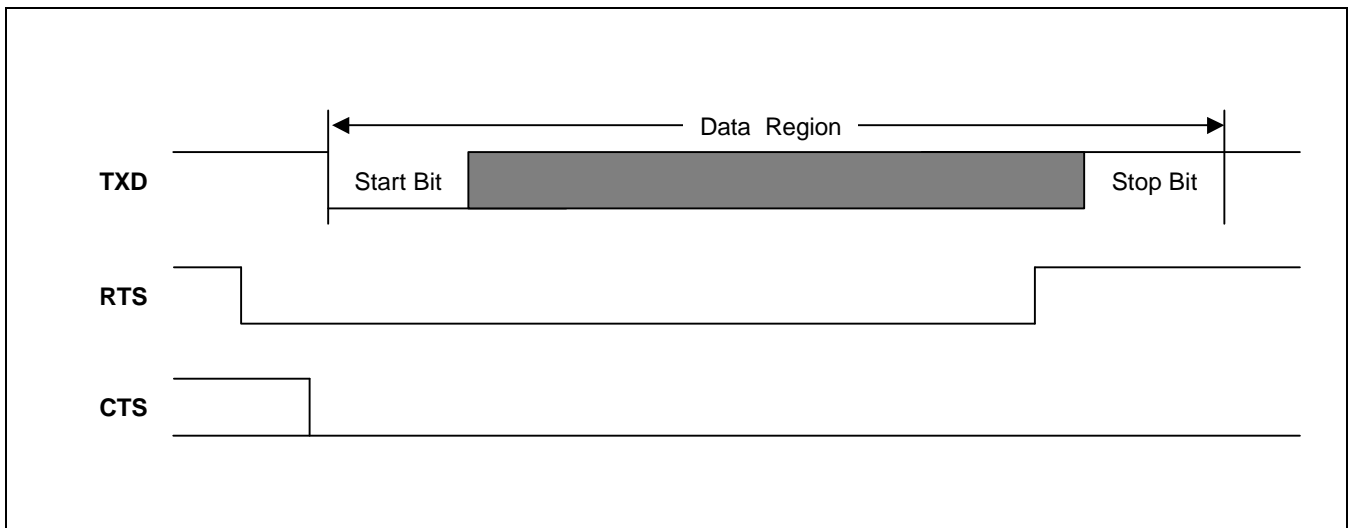 Data Region
TXD
Start Bit
Stop Bit
RTS
CTS